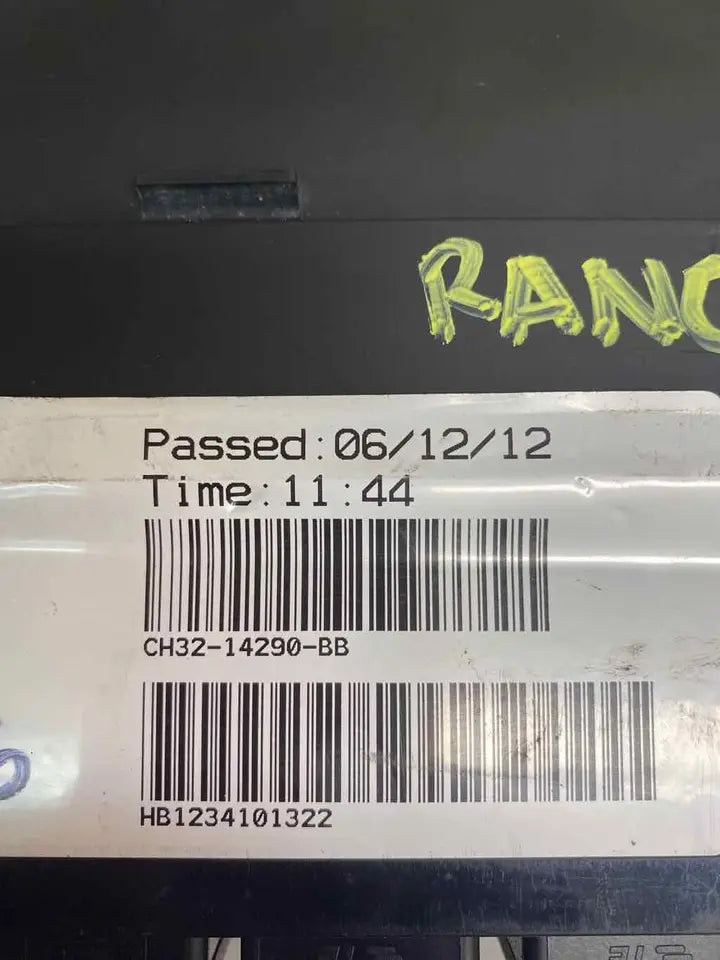 RANG
Passed:06/12/12
Time:11:44
CH32-14290-BB
HB1234101322